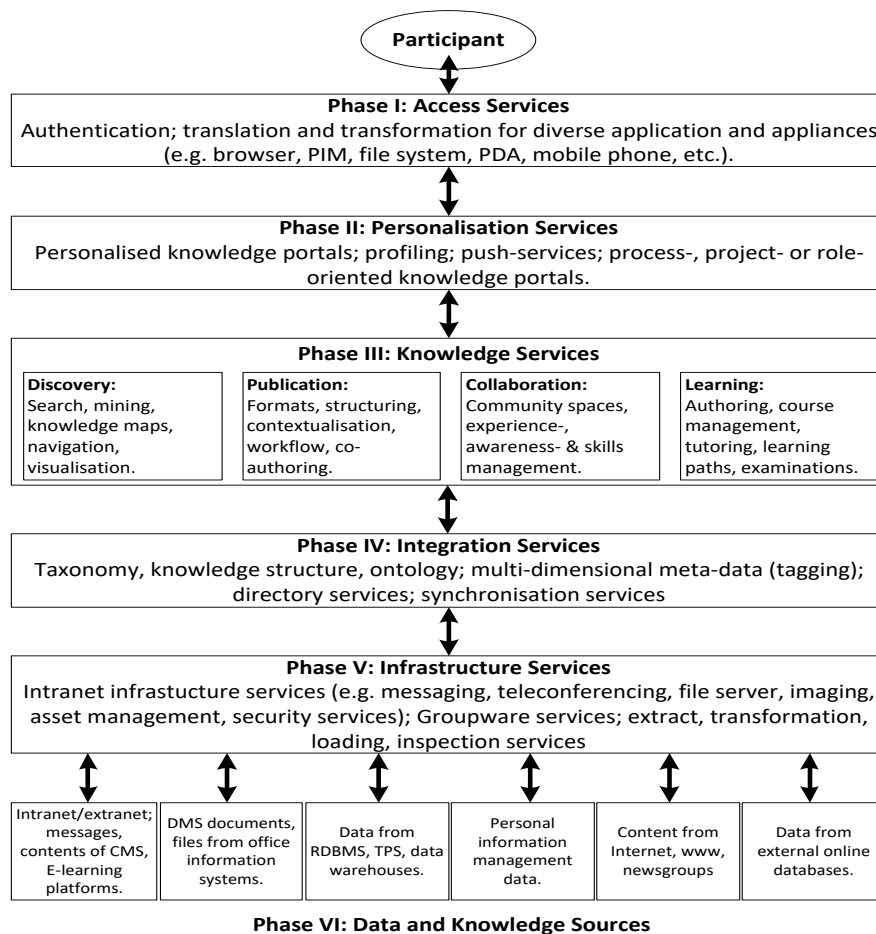 Participant
Phase I: Access Services
Authentication; translation and transformation for diverse application and appliances
(e.g. browser, PIM, file system, PDA, mobile phone, etc.).
Phase II: Personalisation Services
Personalised knowledge portals; profiling; push-services; process-, project- or role-
oriented knowledge portals.
Phase III: Knowledge Services
Discovery:
Search, mining,
knowledge maps,
navigation,
visualisation.
Publication:
Formats, structuring,
contextualisation,
workflow, co-
authoring.
Collaboration:
Community spaces,
experience-,
awareness- & skills
management.
Learning:
Authoring, course
management,
tutoring, learning
paths, examinations.
Phase IV: Integration Services
Taxonomy, knowledge structure, ontology; multi-dimensional meta-data (tagging);
directory services; synchronisation services
Phase V: Infrastructure Services
Intranet infrastucture services (e.g. messaging, teleconferencing, file server, imaging,
asset management, security services); Groupware services; extract, transformation,
loading, inspection services
Intranet/extranet;
messages,
contents of CMS,
E-learning
platforms.
DMS documents,
files from office
information
systems.
Data from
RDBMS, TPS, data
warehouses.
Personal
information
management
data.
Content from
Internet, www,
newsgroups
Data from
external online
databases.
Phase VI: Data and Knowledge Sources